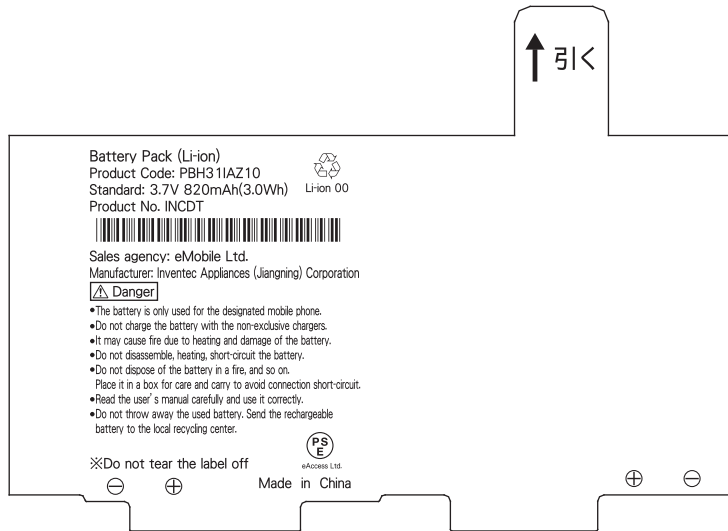 引く
Battery Pack (Li-ion)
Product Code: PBH31IAZ10
Standard: 3.7V 820mAh(3.0Wh)
Li-ion 00
Product No. INCDT
Sales agency: eMobile Ltd.
Manufacturer: Inventec Appliances (Jiangning) Corporation
Danger
•The battery is only used for the designated mobile phone.
•Do not charge the battery with the non-exclusive chargers.
•It may cause fire due to heating and damage of the battery.
•Do not disassemble, heating, short-circuit the battery.
•Do not dispose of the battery in a fire, and so on.
Place it in a box for care and carry to avoid connection short-circuit.
•Read the user's manual carefully and use it correctly.
•Do not throw away the used battery. Send the rechargeable
battery to the local recycling center.
PS
E
eAccess Ltd.
※Do not tear the label off
Made in China
⊖ ⊕
⊕ ⊖